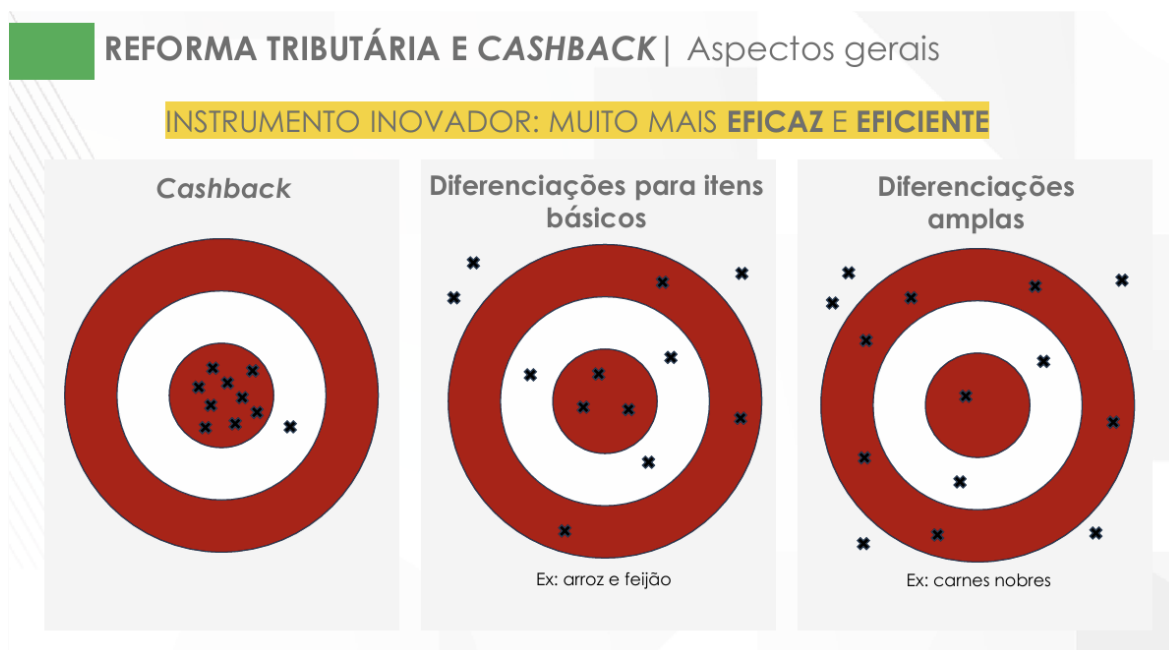 REFORMA TRIBUTÁRIA E CASHBACK| Aspectos gerais
INSTRUMENTO INOVADOR: MUITO MAIS EFICAZ E EFICIENTE
Cashback
Diferenciações para itens
básicos
Ex: arroz e feijão
Diferenciações
amplas
Ex: carnes nobres